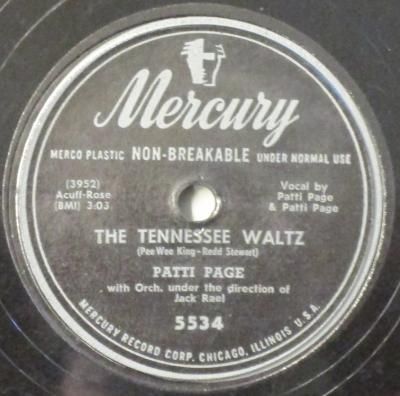 Mercury
MERCO PLASTIC NON-BREAKABLE UNDER NORMAL USE
(3952)
Acuff-Rose
(BMI) 3:03
Vocal by
Patti Page
& Patti Page
THE TENNESSEE WALTZ
(Pee Wee King-Redd Stewart)
PATTI PAGE
with Orch. under the direction of
Jack Rael
5534
MERCURY RECORD CORP. CHICAGO, ILLINOIS U.S.A.